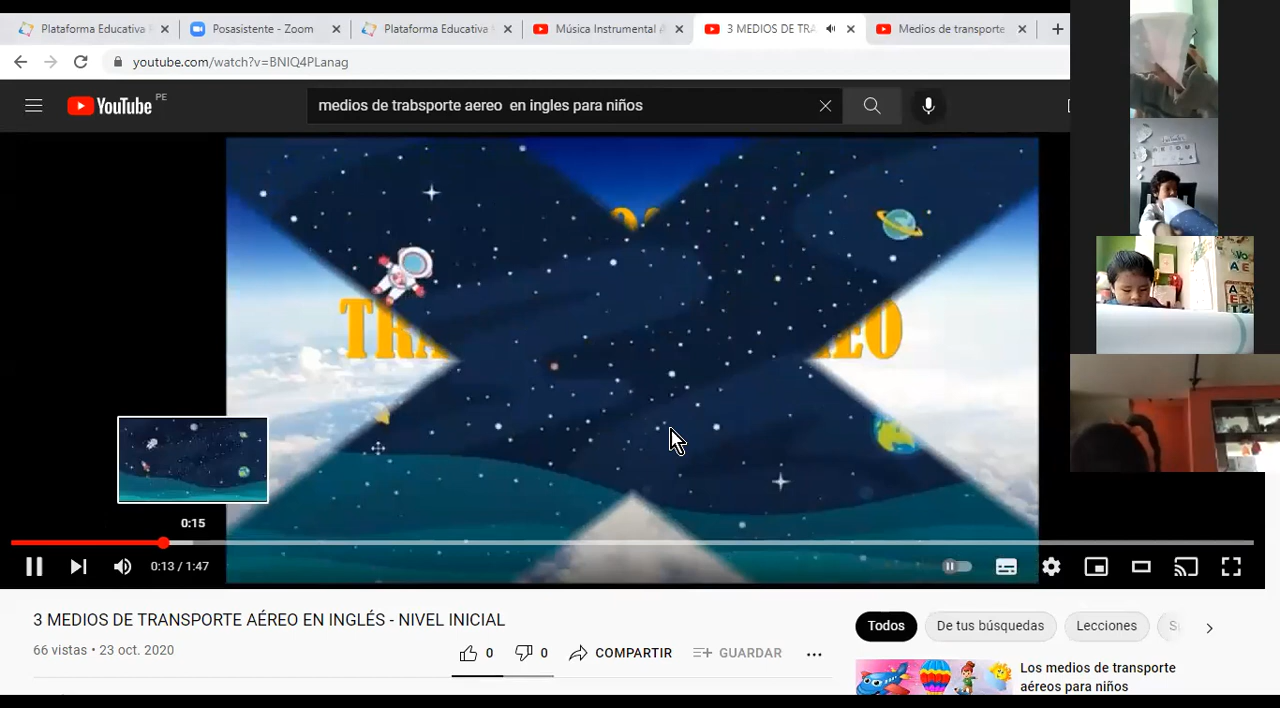 Plataforma Educativa
Posasistente - Zoom
Plataforma Educativa
Música Instrumental
3 MEDIOS DE TRA
Medios de transporte
youtube.com/watch?v=BNIQ4PLanag
YouTube PE
medios de trabsporte aereo en ingles para niños
TRA
EO
0:15
0:13 / 1:47
3 MEDIOS DE TRANSPORTE AÉREO EN INGLÉS - NIVEL INICIAL
66 vistas • 23 oct. 2020
0
0
COMPARTIR
GUARDAR
Todos
De tus búsquedas
Lecciones
Los medios de transporte
aéreos para niños